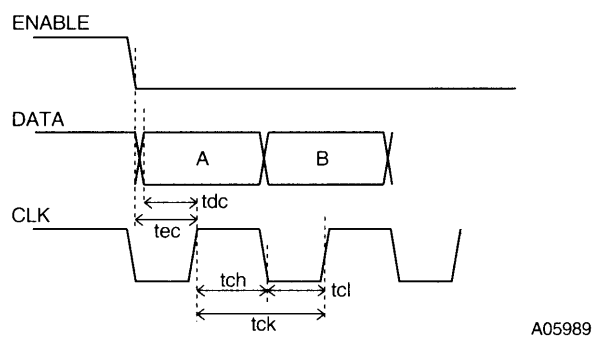 ENABLE
DATA
A
B
tdc
CLK
tec
tch
tcl
tck
A05989